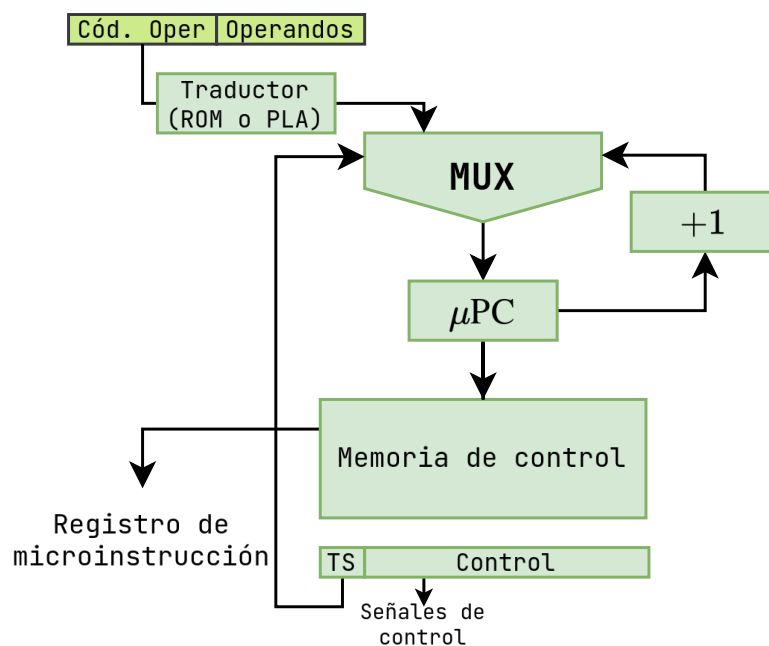 Cód. Oper Operandos
Traductor
(ROM o PLA)
MUX
+1
μPC
Memoria de control
Registro de
microinstrucción
TS Control
Señales de
control